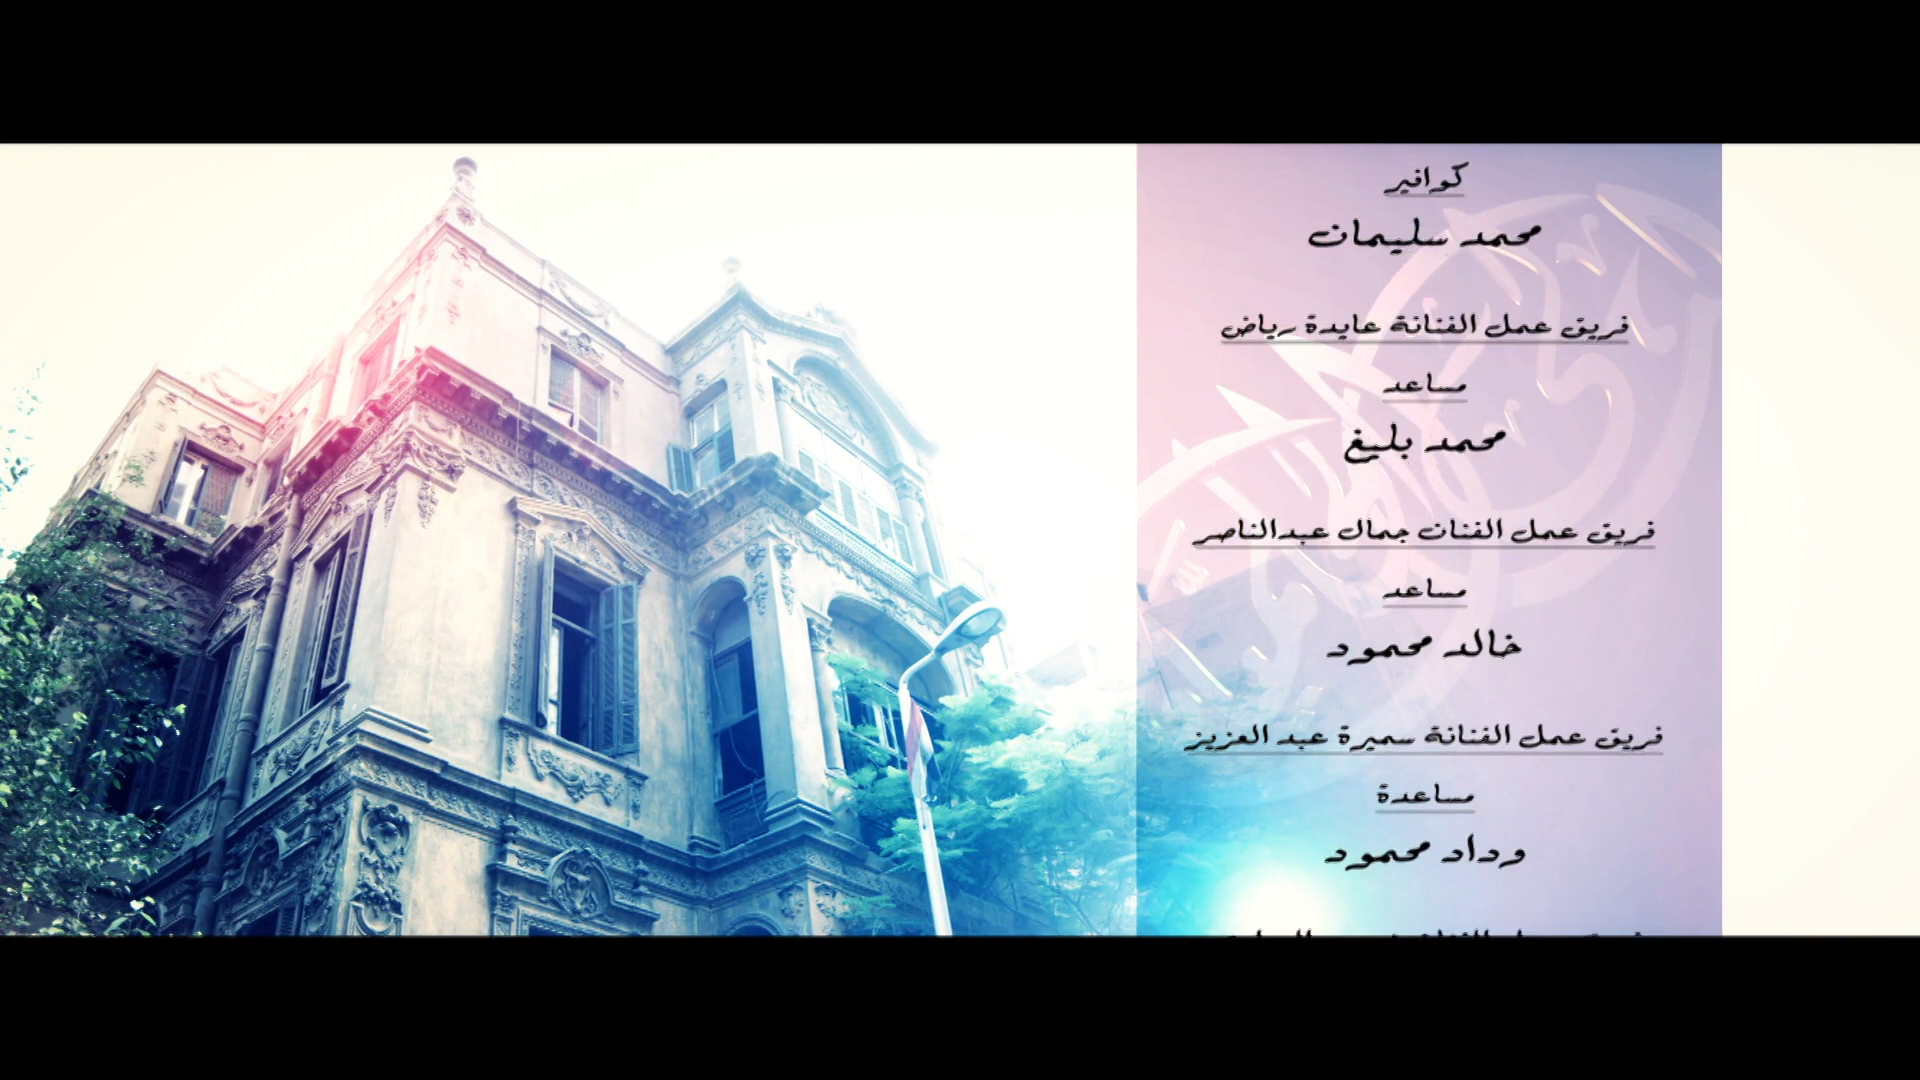 كوافير
محمد سليمان
فريق عمل الفنانة عايدة رياض
مساعد
محمد بليغ
فريق عمل الفنان جمال عبدالناصر
مساعد
خالد محمود
فريق عمل الفنانة سميرة عبد العزيز
مساعدة
وداد محمود